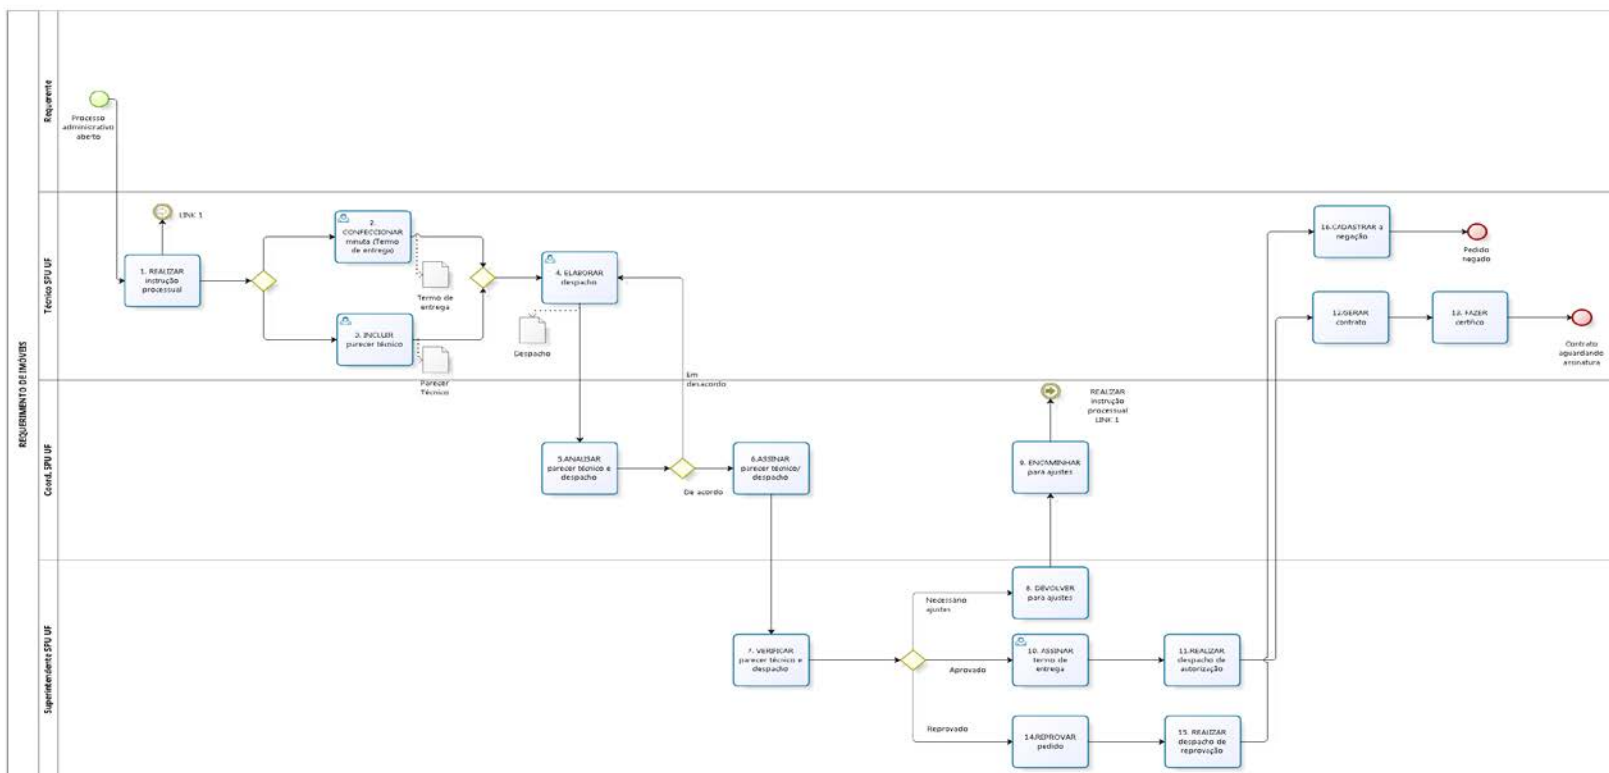 REQUERIMENTO DE IMÓVEIS
Requerente
Processo
administrativo
aberto
Técnico SPU UF
LINK 1
1. REALIZAR
instrução
processual
2.
CONFECCIONAR
minuta (Termo
de entrega)
Termo de
entrega
3. INCLUIR
parecer técnico
Parecer
Técnico
4. ELABORAR
despacho
Despacho
16.CADASTRAR a
negação
Pedido
negado
12.GERAR
contrato
13. FAZER
certifico
Contrato
aguardando
assinatura
Coord. SPU UF
Em
desacordo
5.ANALISAR
parecer técnico e
despacho
De acordo
6.ASSINAR
parecer técnico/
despacho
REALIZAR
instrução
processual
LINK 1
9. ENCAMINHAR
para ajustes
Superintendente SPU UF
7. VERIFICAR
parecer técnico e
despacho
Necessário
ajustes
8. DEVOLVER
para ajustes
Aprovado
10. ASSINAR
termo de
entrega
11.REALIZAR
despacho de
autorização
Reprovado
14.REPROVAR
pedido
15. REALIZAR
despacho de
reprovação